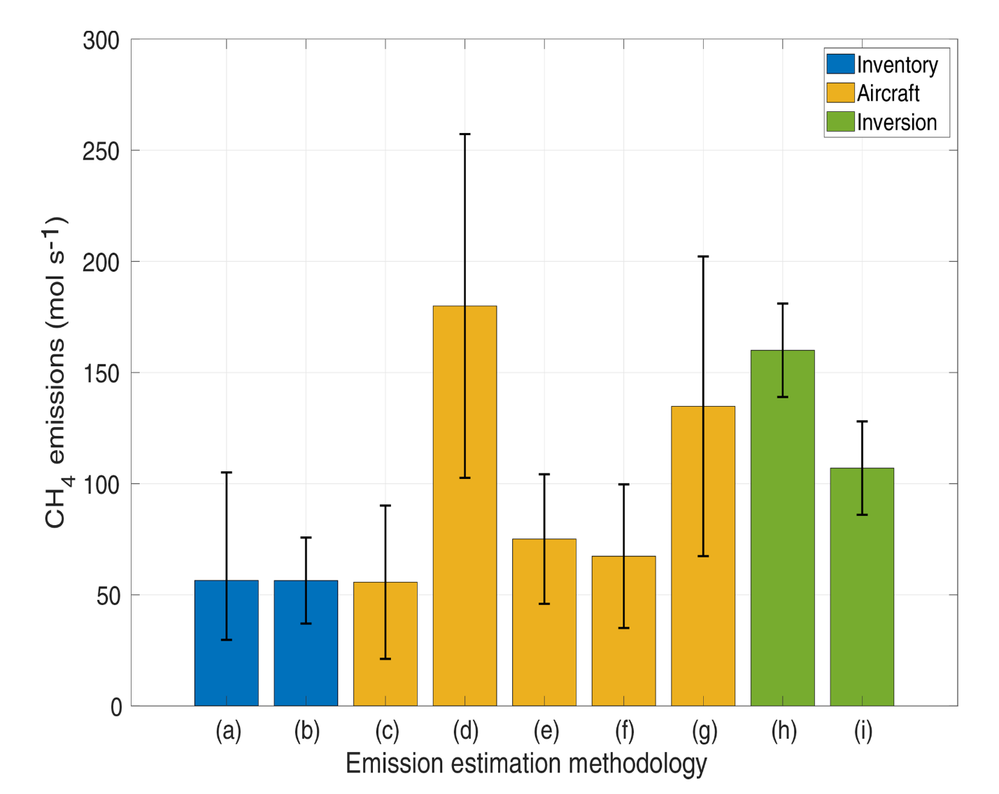 300
250
200
150
100
50
0
CH4 emissions (mol s-1)
Inventory
Aircraft
Inversion
(a) (b) (c) (d) (e) (f) (g) (h) (i)
Emission estimation methodology